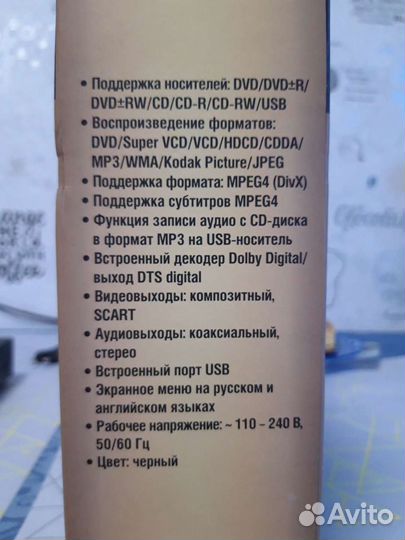 • Поддержка носителей: DVD/DVD±R/
DVD±RW/CD/CD-R/CD-RW/USB
• Воспроизведение форматов:
DVD/Super VCD/VCD/HDCD/CDDA/
MP3/WMA/Kodak Picture/JPEG
• Поддержка формата: MPEG4 (DivX)
• Поддержка субтитров MPEG4
• Функция записи аудио с CD-диска
в формат MP3 на USB-носитель
• Встроенный декодер Dolby Digital/
выход DTS digital
• Видеовыходы: композитный,
SCART
• Аудиовыходы: коаксиальный,
стерео
• Встроенный порт USB
• Экранное меню на русском и
английском языках
• Рабочее напряжение: ~ 110 – 240 В,
50/60 Гц
• Цвет: черный
Avito